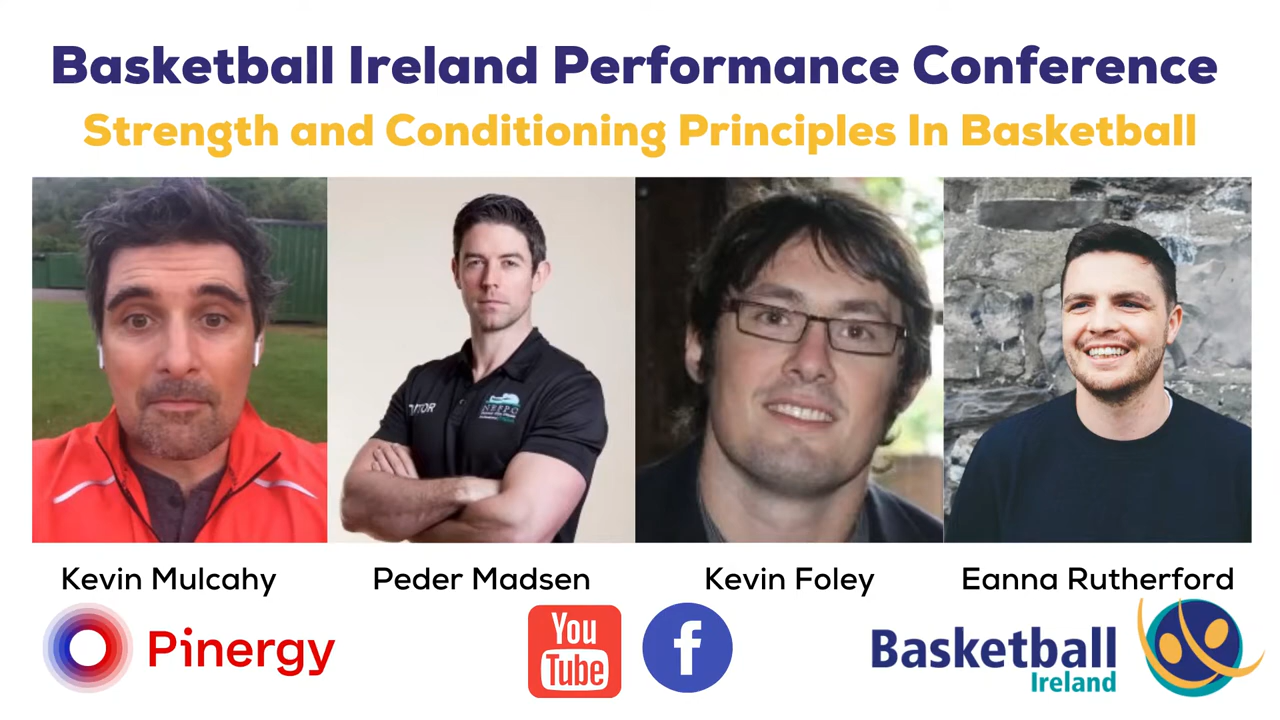 Basketball Ireland Performance Conference
Strength and Conditioning Principles In Basketball
NEFPC
Kevin Mulcahy
Peder Madsen
Kevin Foley
Eanna Rutherford
Pinergy
You
Tube
f
Basketball
Ireland